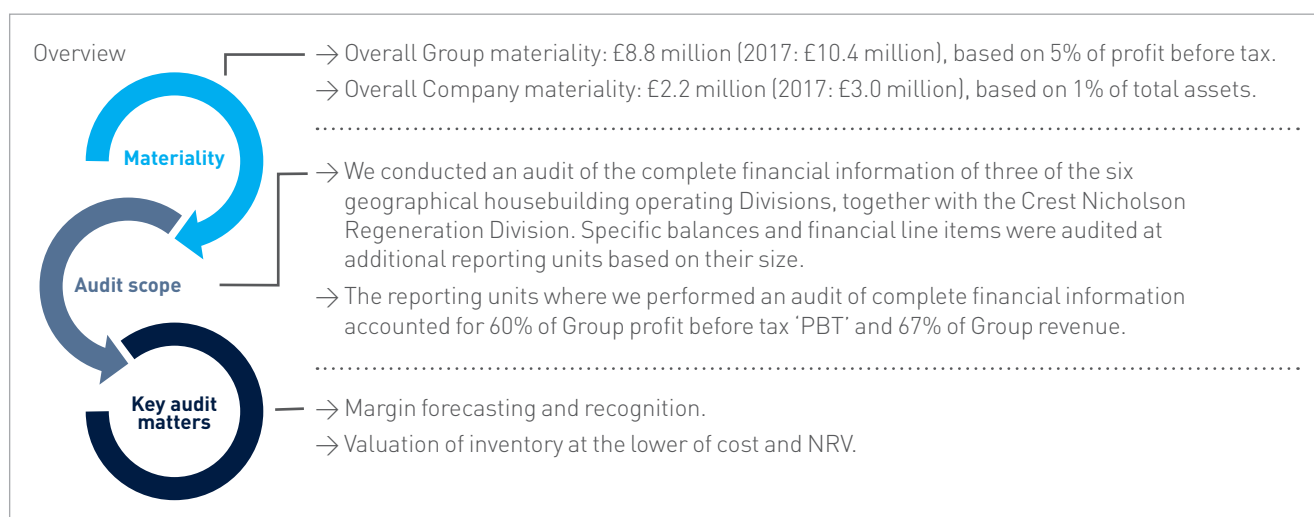 Overview
→ Overall Group materiality: £8.8 million (2017: £10.4 million), based on 5% of profit before tax.
→ Overall Company materiality: £2.2 million (2017: £3.0 million), based on 1% of total assets.
Materiality
→ We conducted an audit of the complete financial information of three of the six
geographical housebuilding operating Divisions, together with the Crest Nicholson
Regeneration Division. Specific balances and financial line items were audited at
additional reporting units based on their size.
Audit scope
→ The reporting units where we performed an audit of complete financial information
accounted for 60% of Group profit before tax ‘PBT’ and 67% of Group revenue.
Key audit
matters
→ Margin forecasting and recognition.
→ Valuation of inventory at the lower of cost and NRV.